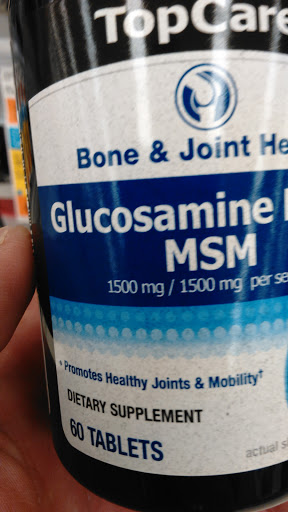 TopCare
Bone & Joint He
Glucosamine
MSM
1500 mg / 1500 mg per se
* Promotes Healthy Joints & Mobility†
DIETARY SUPPLEMENT
60 TABLETS
actual s